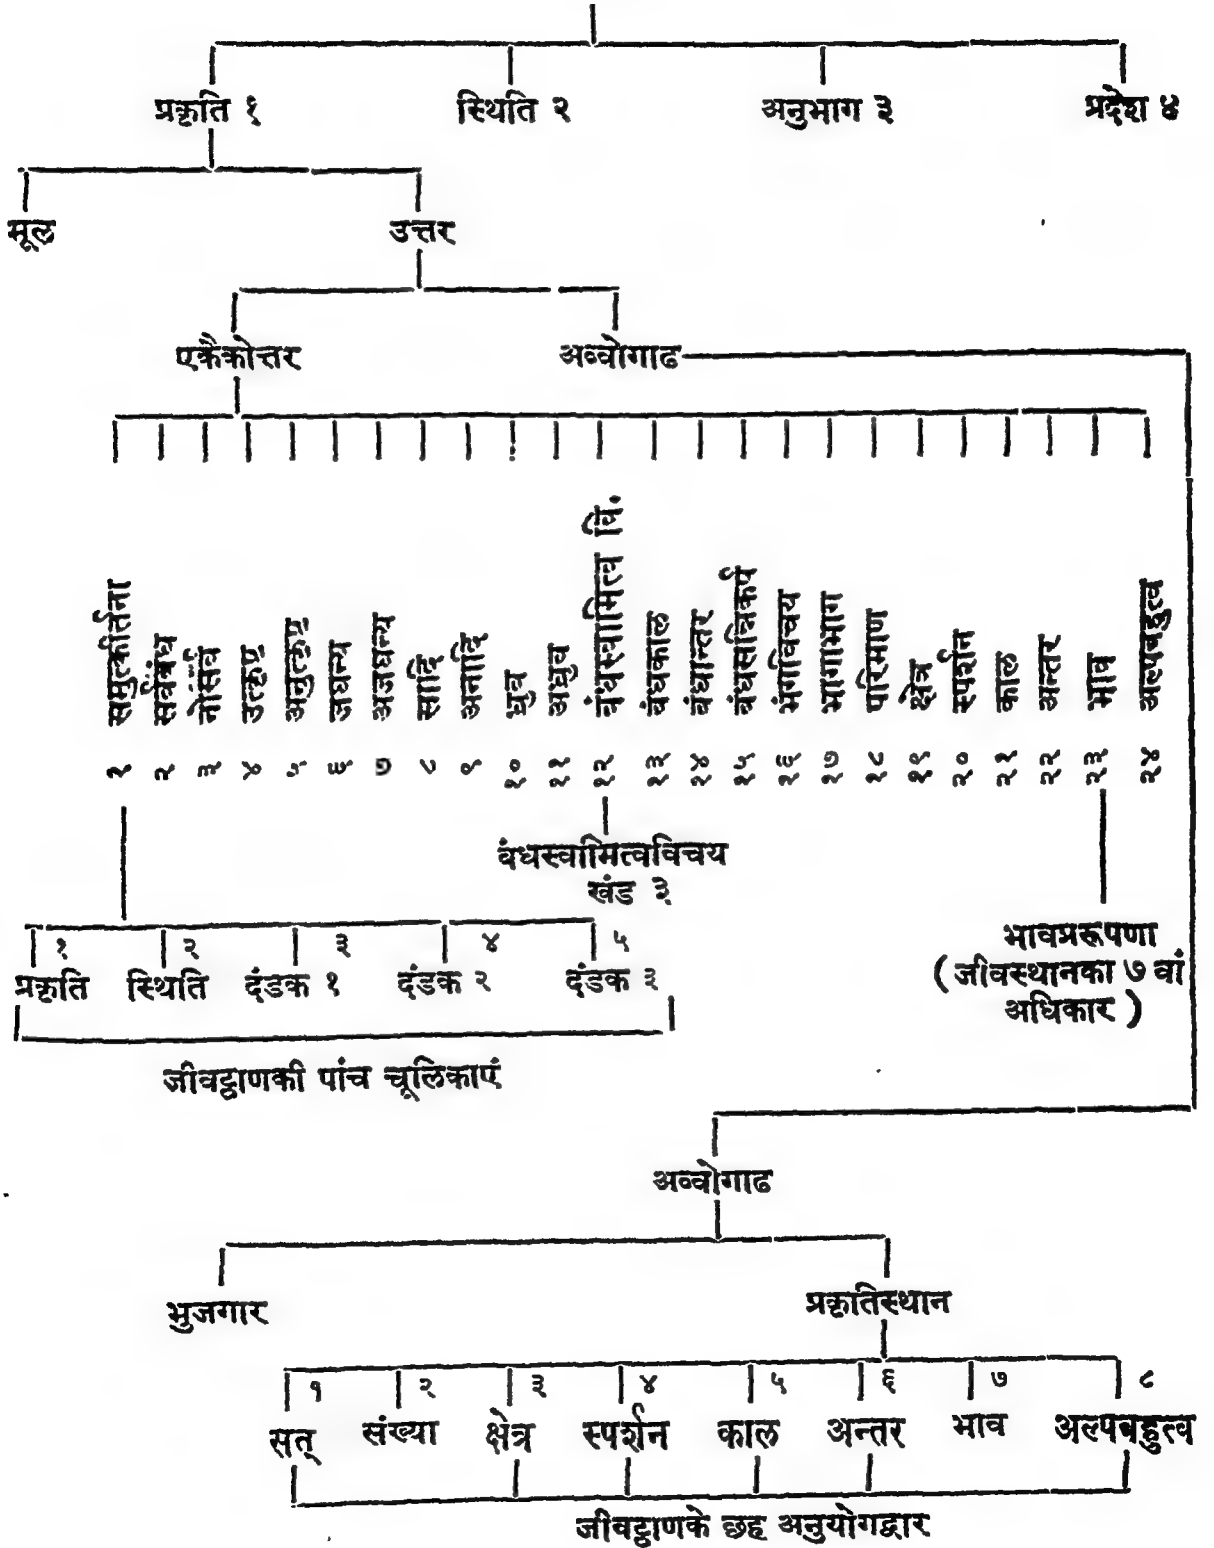 प्रकृति १ स्थिति २ अनुभाग ३ प्रदेश ४
मूल उत्तर
एकैकोत्तर अव्वोगाढ
समुत्कीर्तना १
सर्वबंध २
नोसर्व ३
उत्कृष्ट ४
अनुत्कृष्ट ५
जघन्य ६
अजघन्य ७
सादि ८
अनादि ९
ध्रुव १०
अध्रुव ११
बंधस्वामित्व वि. १२
बंधकाल १३
बंधान्तर १४
बंधसन्निकर्ष १५
भंगविचय १६
भागाभाग १७
परिमाण १८
क्षेत्र १९
स्पर्शन २०
काल २१
अन्तर २२
भाव २३
अल्पबहुत्व २४
बंधस्वामित्वविचय
खंड ३
१ २ ३ ४ ५
प्रकृति स्थिति दंडक १ दंडक २ दंडक ३
जीवट्ठाणकी पांच चूलिकाएं
भावप्ररूपणा
( जीवस्थानका ७ वां
अधिकार )
अव्वोगाढ
भुजगार प्रकृतिस्थान
१ २ ३ ४ ५ ६ ७ ८
सत् संख्या क्षेत्र स्पर्शन काल अन्तर भाव अल्पबहुत्व
जीवट्ठाणके छह अनुयोगद्वार